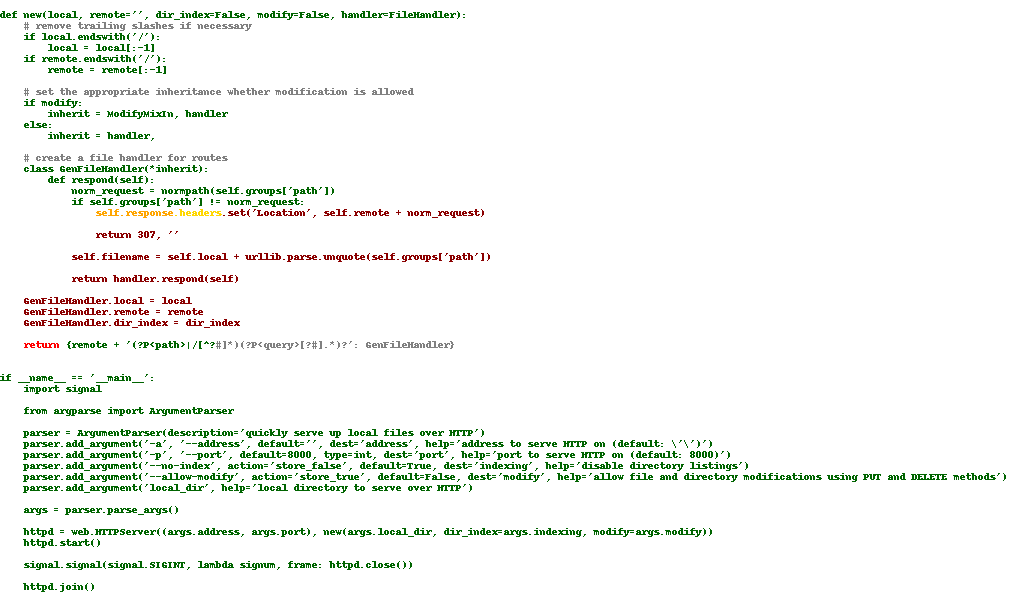 def new(local, remote='', dir_index=False, modify=False, handler=FileHandler):
    # remove trailing slashes if necessary
    if local.endswith('/'):
        local = local[:-1]
    if remote.endswith('/'):
        remote = remote[:-1]

    # set the appropriate inheritance whether modification is allowed
    if modify:
        inherit = ModifyMixIn, handler
    else:
        inherit = handler,

    # create a file handler for routes
    class GenFileHandler(*inherit):
        def respond(self):
            norm_request = normpath(self.groups['path'])
            if self.groups['path'] != norm_request:
                self.response.headers.set('Location', self.remote + norm_request)

                return 307, ''

            self.filename = self.local + urllib.parse.unquote(self.groups['path'])

            return handler.respond(self)

    GenFileHandler.local = local
    GenFileHandler.remote = remote
    GenFileHandler.dir_index = dir_index

    return {remote + '(?P<path>|/[^?#]*)(?P<query>[?#].*)?': GenFileHandler}


if __name__ == '__main__':
    import signal

    from argparse import ArgumentParser

    parser = ArgumentParser(description='quickly serve up local files over HTTP')
    parser.add_argument('-a', '--address', default='', dest='address', help='address to serve HTTP on (default: \'\')')
    parser.add_argument('-p', '--port', default=8000, type=int, dest='port', help='port to serve HTTP on (default: 8000)')
    parser.add_argument('--no-index', action='store_false', default=True, dest='indexing', help='disable directory listings')
    parser.add_argument('--allow-modify', action='store_true', default=False, dest='modify', help='allow file and directory modifications using PUT and DELETE methods')
    parser.add_argument('local_dir', help='local directory to serve over HTTP')

    args = parser.parse_args()

    httpd = web.HTTPServer((args.address, args.port), new(args.local_dir, dir_index=args.indexing, modify=args.modify))
    httpd.start()

    signal.signal(signal.SIGINT, lambda signum, frame: httpd.close())

    httpd.join()